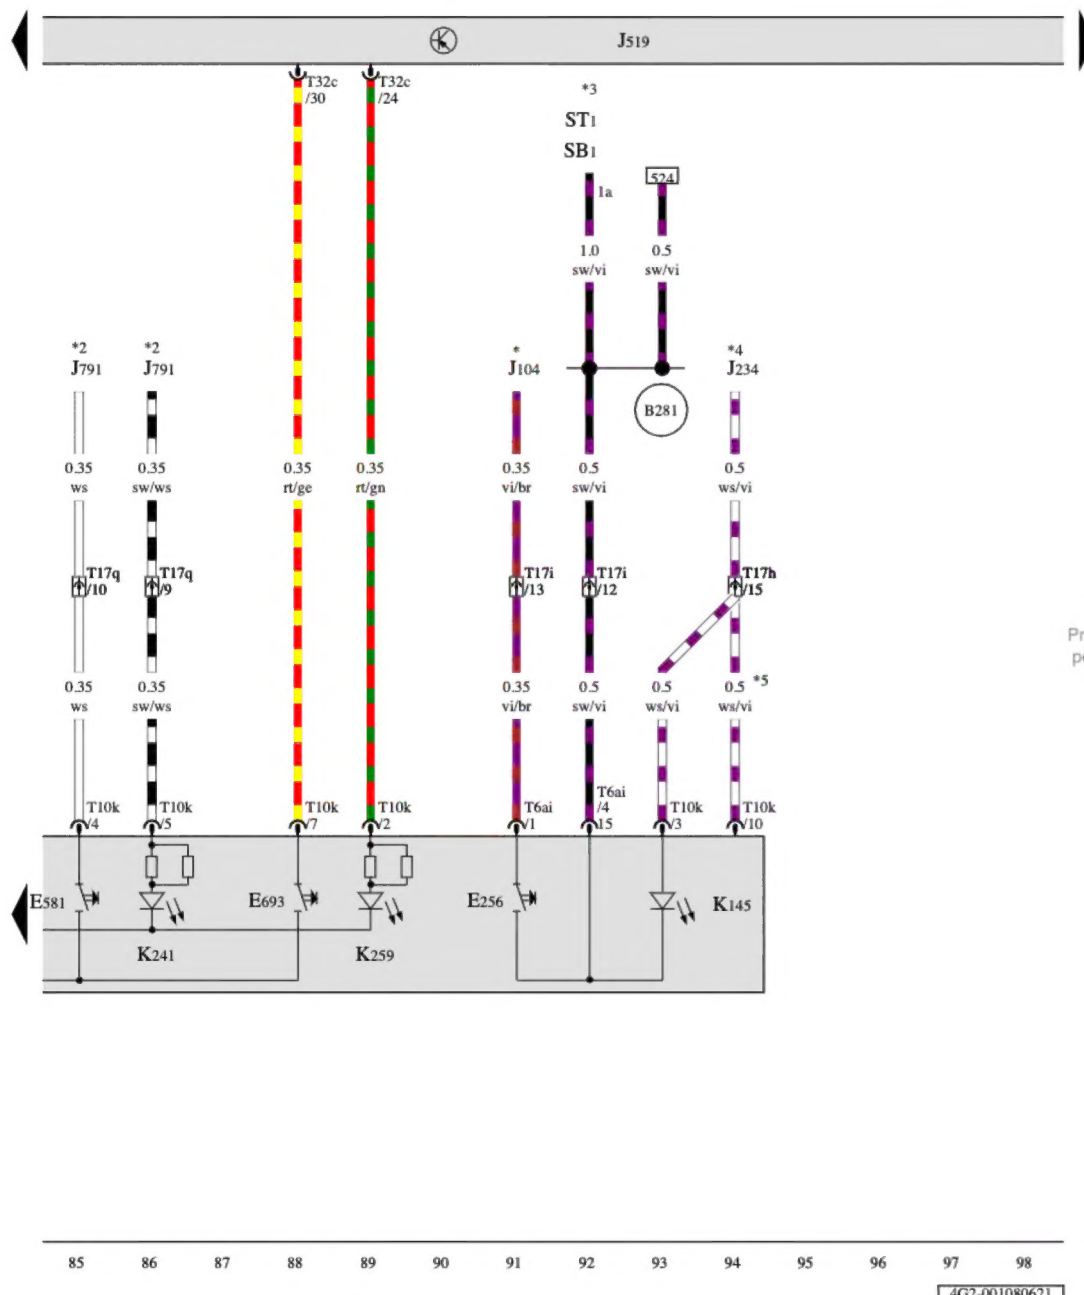 J519
T32c
/30
T32c
/24
*3
ST1
SB1
524
1a
1.0
sw/vi
0.5
sw/vi
*2
J791
*2
J791
*
J104
*4
J234
B281
0.35
ws
0.35
sw/ws
0.35
rt/ge
0.35
rt/gn
0.35
vi/br
0.5
sw/vi
0.5
ws/vi
T17q
/10
T17q
/9
T17i
/13
T17i
/12
T17h
/15
0.35
ws
0.35
sw/ws
0.35
vi/br
0.5
sw/vi
0.5
ws/vi
0.5 *5
ws/vi
T10k
/4
T10k
/5
T10k
/7
T10k
/2
T6ai
/1
T6ai
/4
15
T10k
/3
T10k
/10
E581
K241
E693
K259
E256
K145
85 86 87 88 89 90 91 92 93 94 95 96 97 98
4G2-001080621